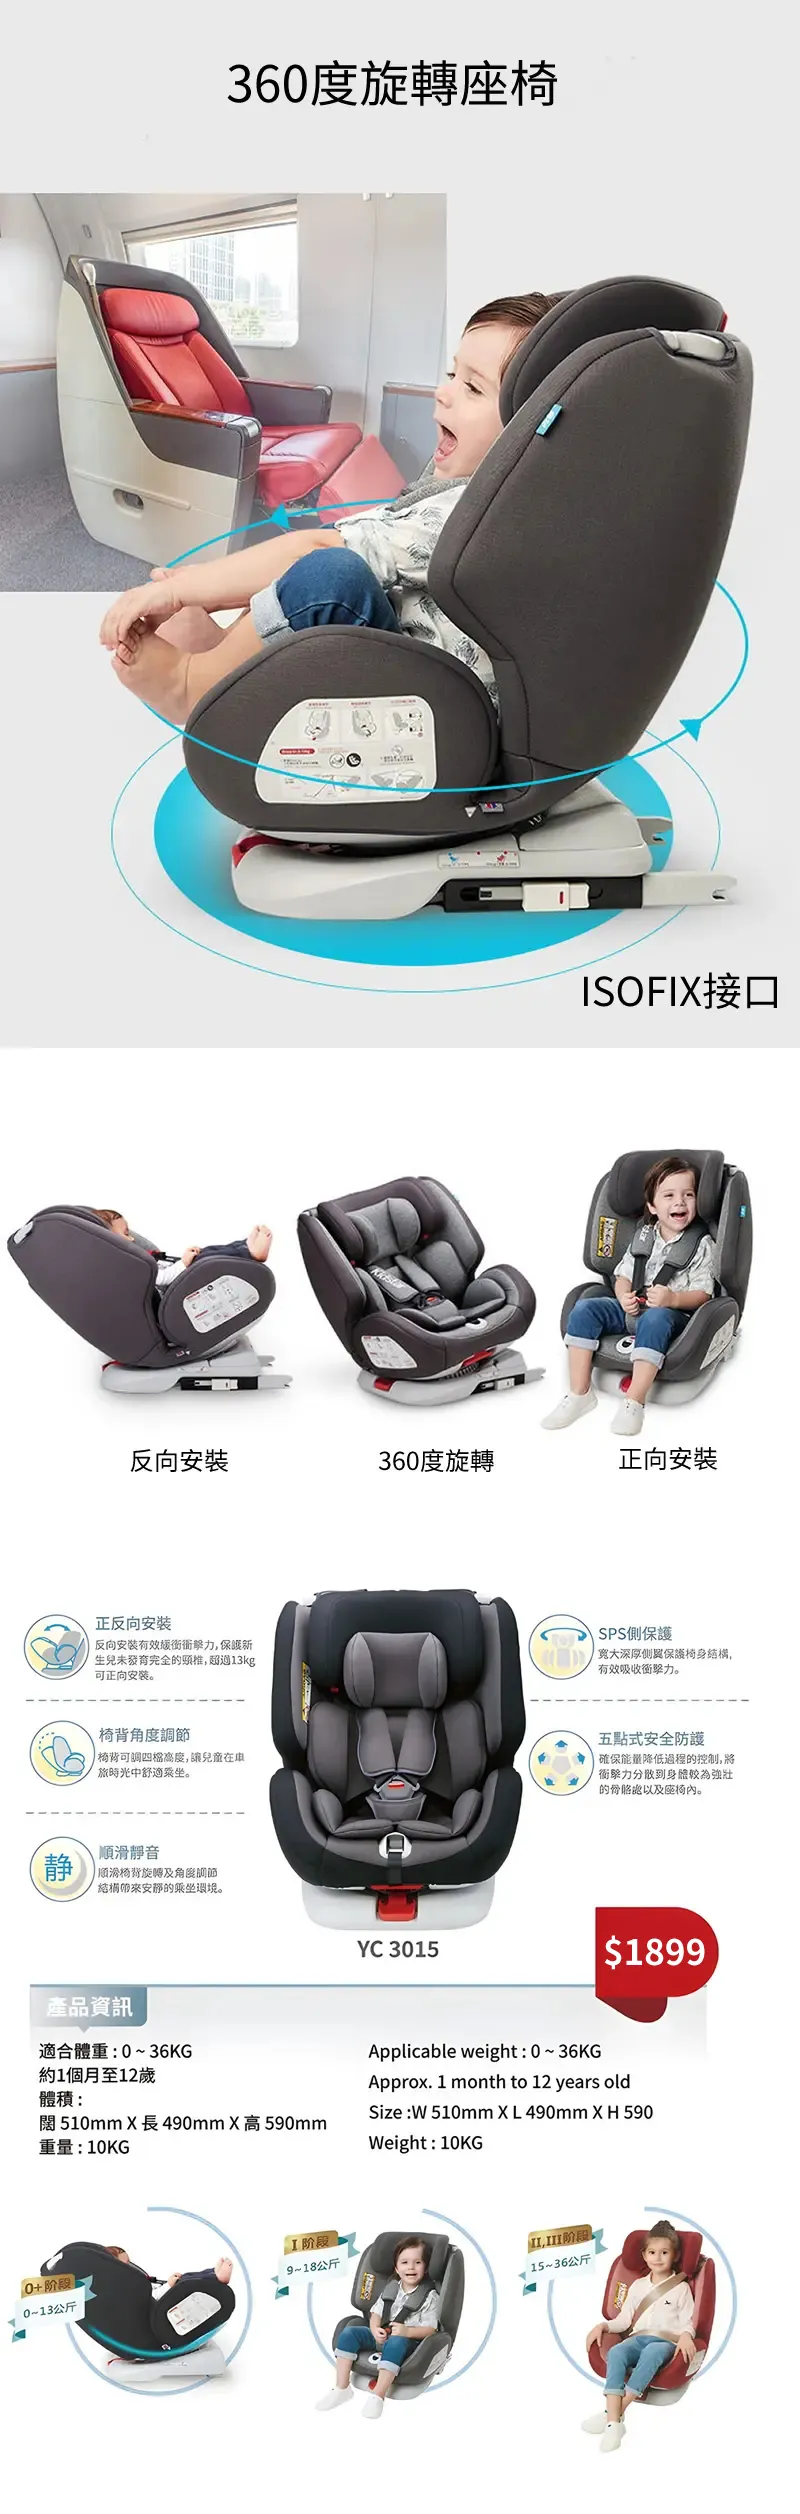 360度旋轉座椅
ISOFIX接口
反向安裝
360度旋轉
正向安裝
正反向安裝
反向安裝有效緩衝衝擊力,保護新
生兒未發育完全的頸椎,超過13kg
可正向安裝。
椅背角度調節
椅背可調四檔高度,讓兒童在車
旅時光中舒適乘坐。
静
順滑靜音
順滑椅背旋轉及角度調節
結構帶來安靜的乘坐環境。
SPS側保護
寬大深厚側翼保護椅身結構,
有效吸收衝擊力。
五點式安全防護
確保能量降低過程的控制,將
衝擊力分散到身體較為強壯
的骨骼處以及座椅內。
YC 3015
$1899
產品資訊
適合體重 : 0 ~ 36KG
約1個月至12歲
體積 :
闊 510mm X 長 490mm X 高 590mm
重量 : 10KG
Applicable weight : 0 ~ 36KG
Approx. 1 month to 12 years old
Size :W 510mm X L 490mm X H 590
Weight : 10KG
0+阶段
0~13公斤
I 阶段
9~18公斤
II,III阶段
15~36公斤